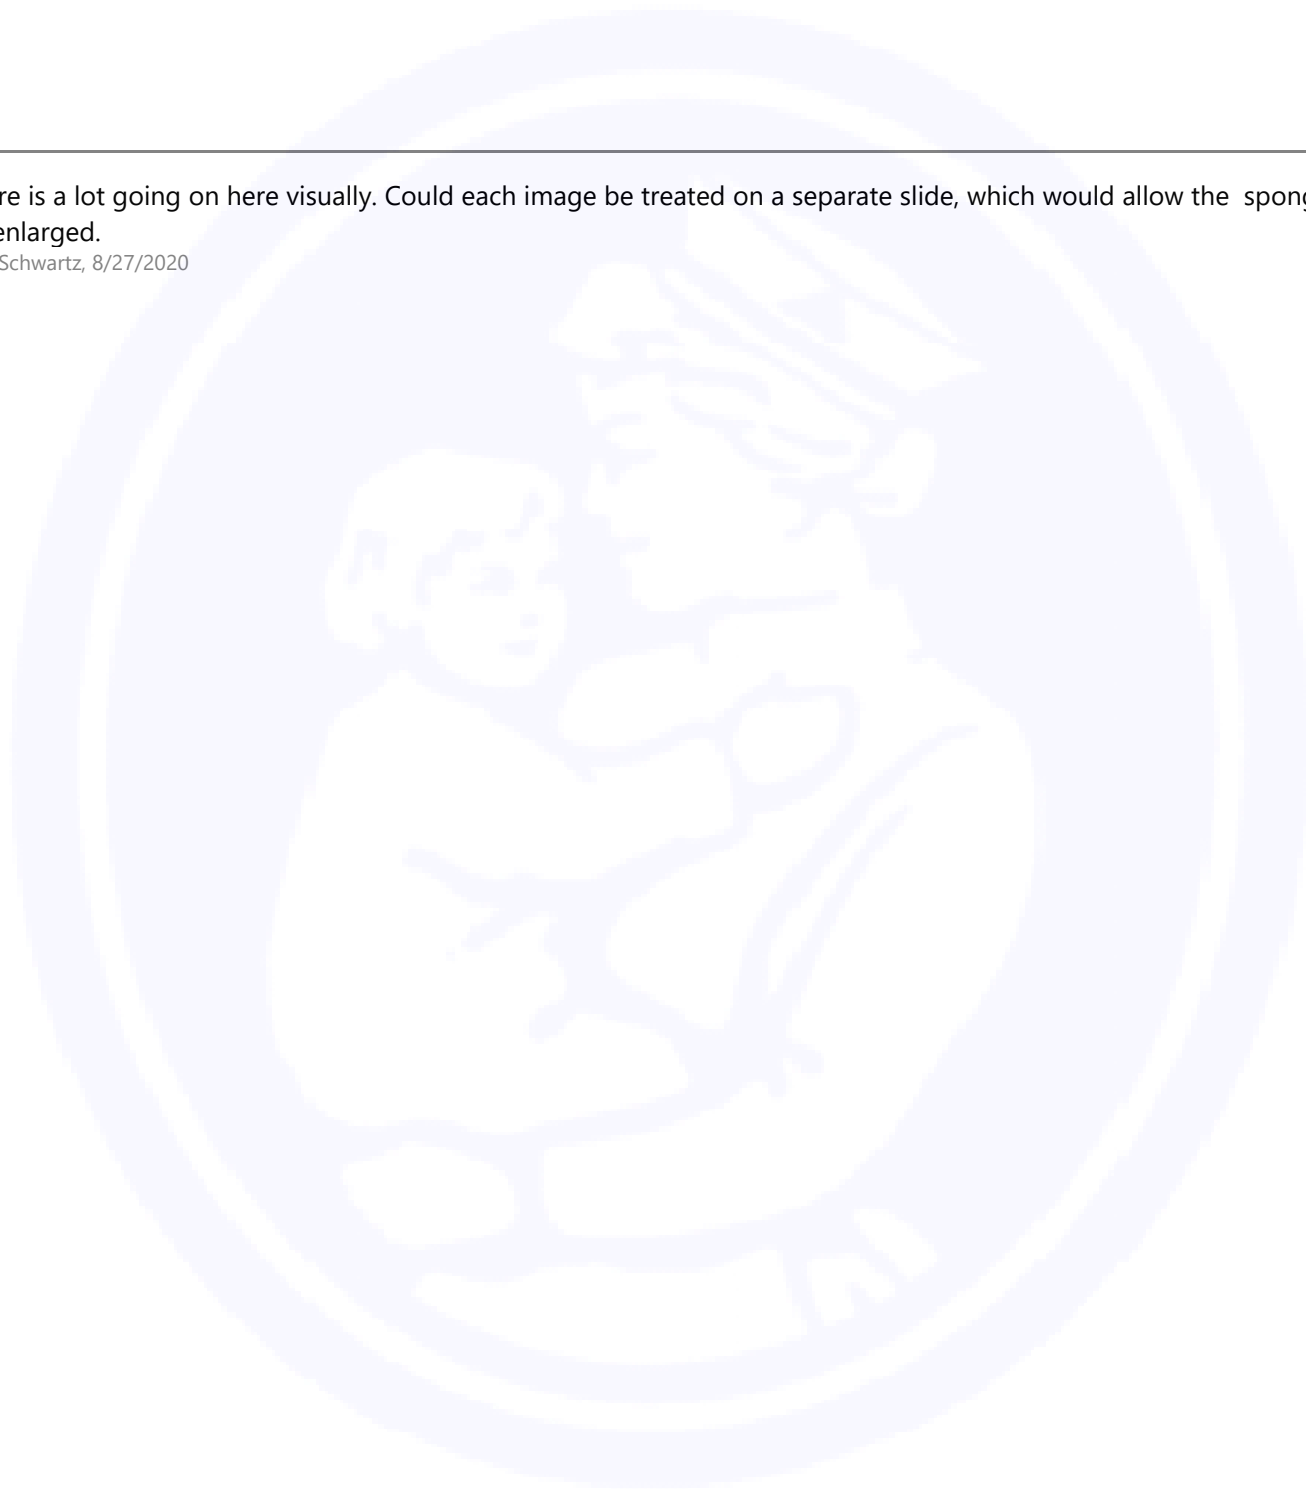 re is a lot going on here visually. Could each image be treated on a separate slide, which would allow the spong
enlarged.
Schwartz, 8/27/2020